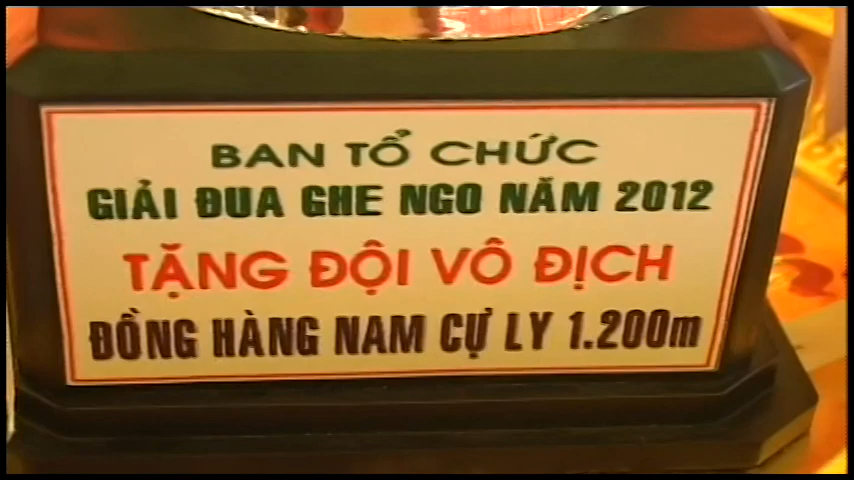 BAN TỔ CHỨC
GIẢI ĐUA GHE NGO NĂM 2012
TẶNG ĐỘI VÔ ĐỊCH
ĐỒNG HÀNG NAM CỰ LY 1.200m